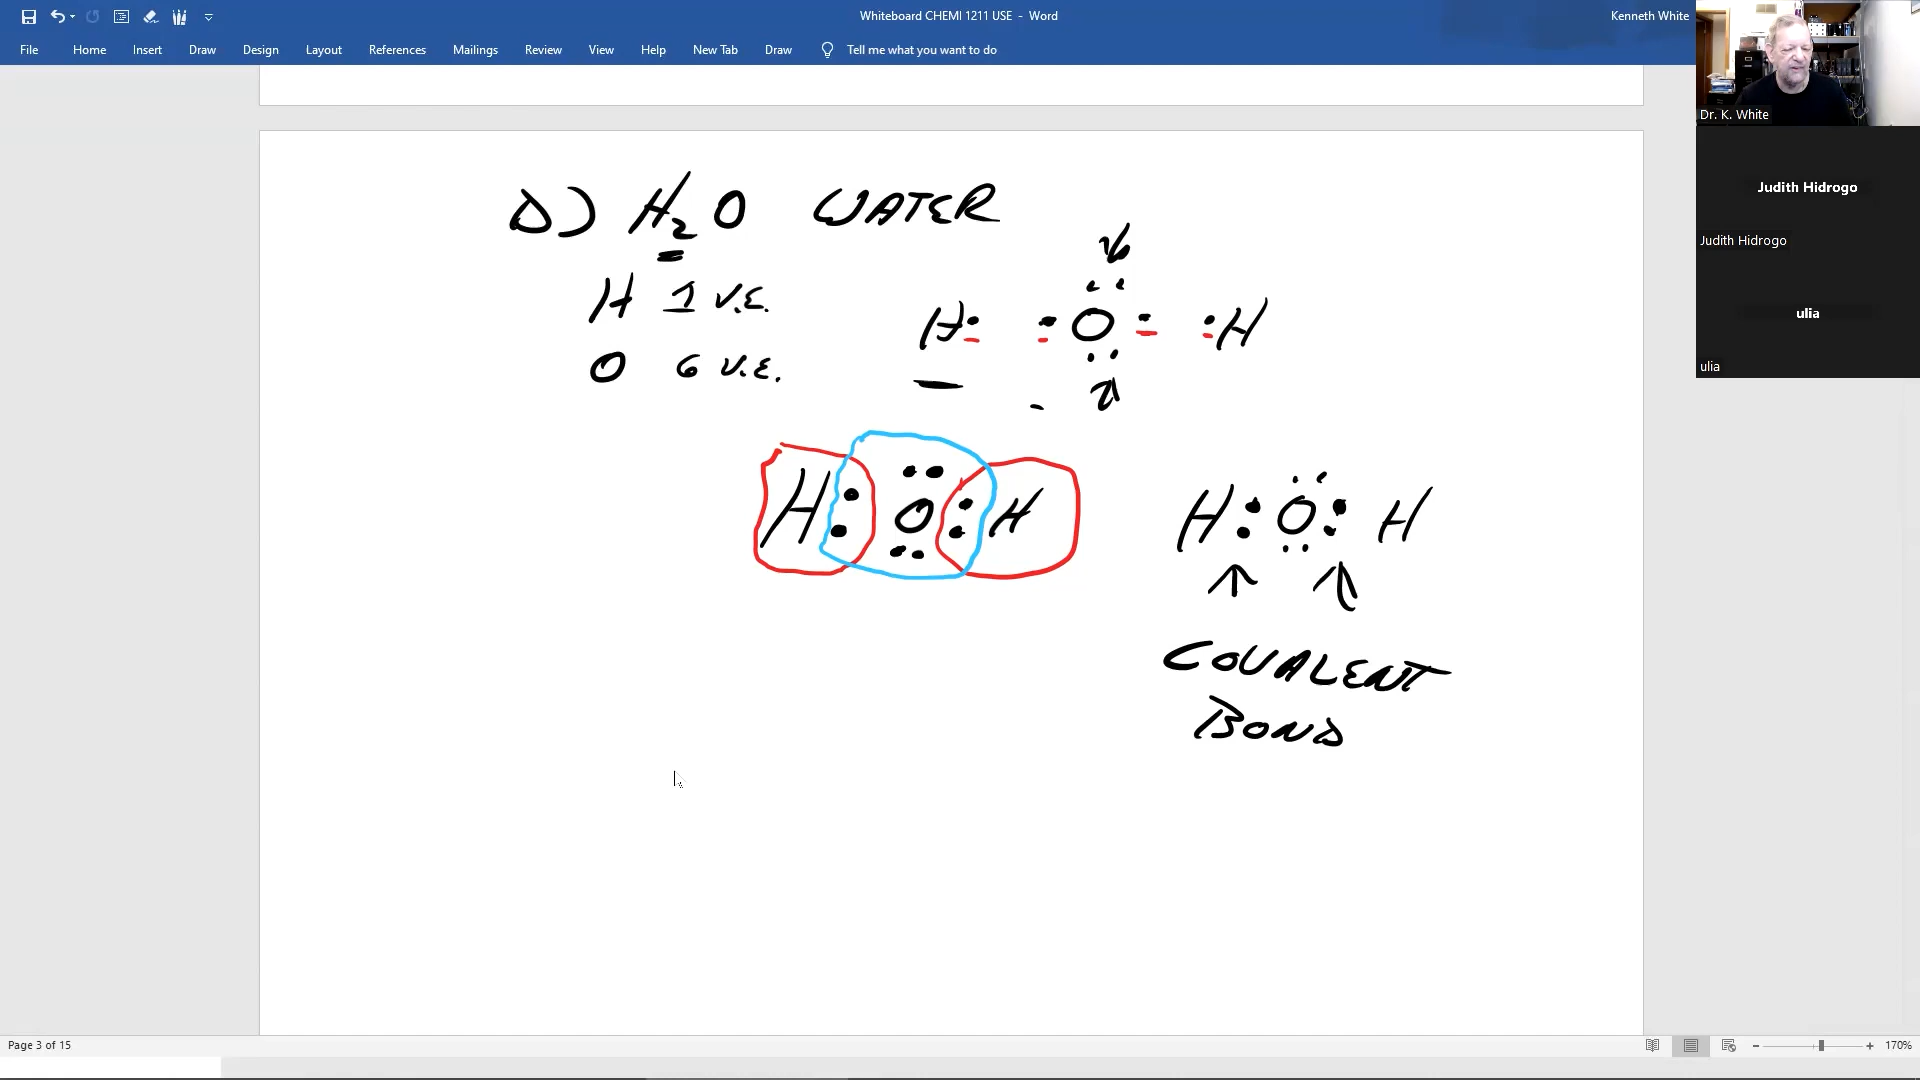 Whiteboard CHEMI 1211 USE - Word
Kenneth White
File Home Insert Draw Design Layout References Mailings Review View Help New Tab Draw Tell me what you want to do
Dr. K. White
Judith Hidrogo
Judith Hidrogo
ulia
ulia
D) H₂O WATER
H 1 V.E.
O 6 V.E.
H O H
H O H
H O H
COVALENT
BOND
Page 3 of 15
170%